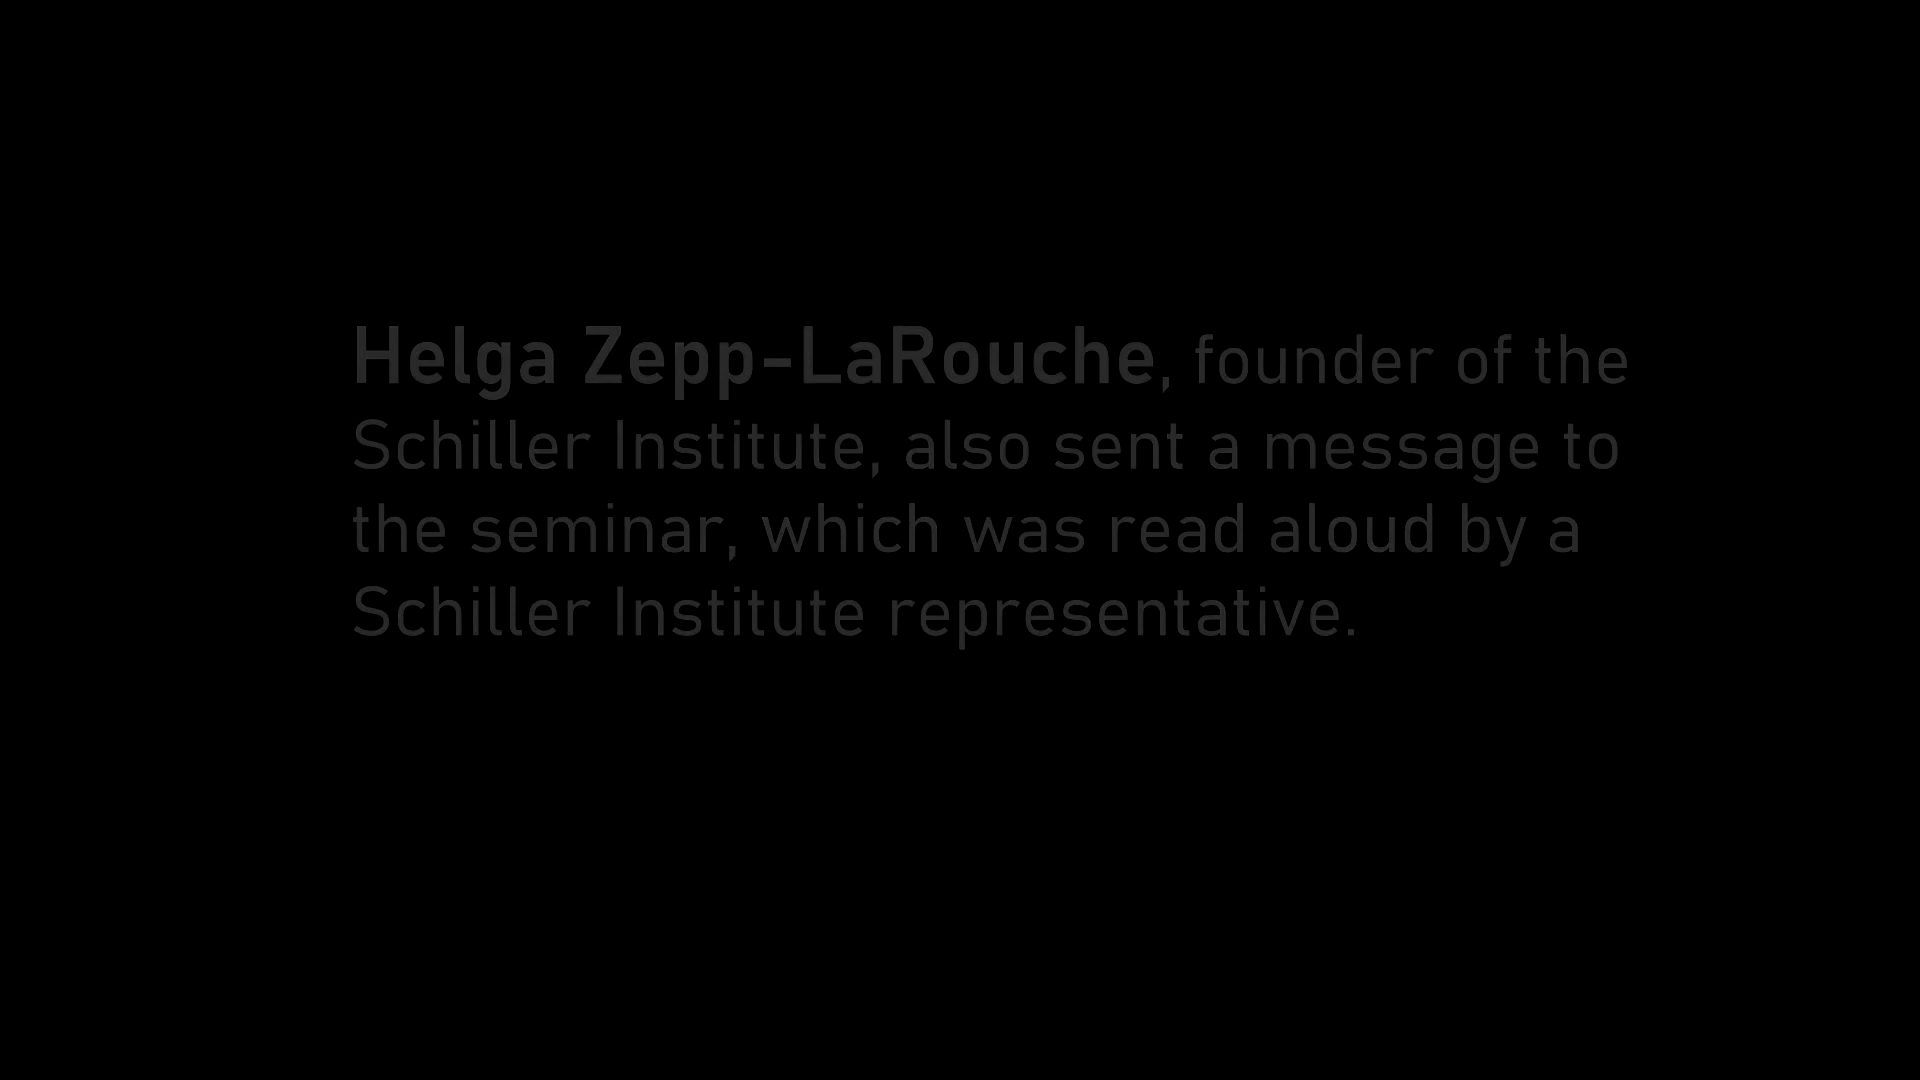 Helga Zepp-LaRouche, founder of the
Schiller Institute, also sent a message to
the seminar, which was read aloud by a
Schiller Institute representative.